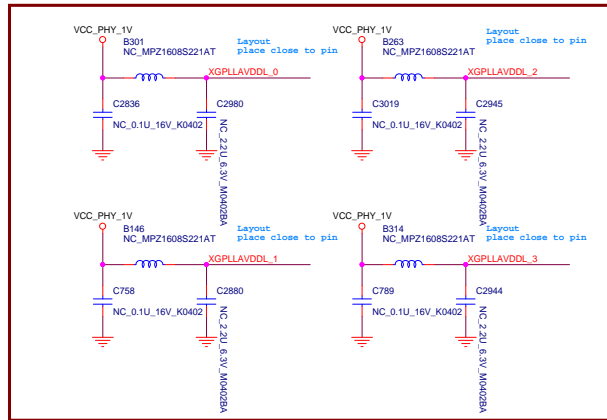 VCC_PHY_1V
B301
NC_MPZ1608S221AT
Layout
place close to pin
XGPLLAVDDL_0
C2836
NC_0.1U_16V_K0402
C2980
NC_2.2U_6.3V_M0402BA
VCC_PHY_1V
B263
NC_MPZ1608S221AT
Layout
place close to pin
XGPLLAVDDL_2
C3019
NC_0.1U_16V_K0402
C2945
NC_2.2U_6.3V_M0402BA
VCC_PHY_1V
B146
NC_MPZ1608S221AT
Layout
place close to pin
XGPLLAVDDL_1
C758
NC_0.1U_16V_K0402
C2880
NC_2.2U_6.3V_M0402BA
VCC_PHY_1V
B314
NC_MPZ1608S221AT
Layout
place close to pin
XGPLLAVDDL_3
C789
NC_0.1U_16V_K0402
C2944
NC_2.2U_6.3V_M0402BA